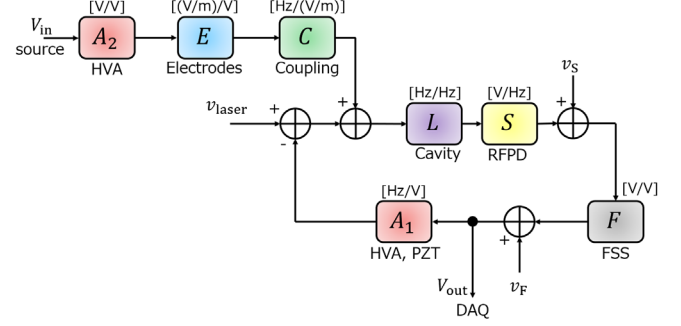 [V/V]
[(V/m)/V]
[Hz/(V/m)]
V_in
source
A_2
E
C
HVA
Electrodes
Coupling
v_S
[Hz/Hz]
[V/Hz]
v_laser
+
+
+
-
L
S
Cavity
RFPD
[Hz/V]
[V/V]
A_1
F
+
HVA, PZT
FSS
V_out
v_F
DAQ